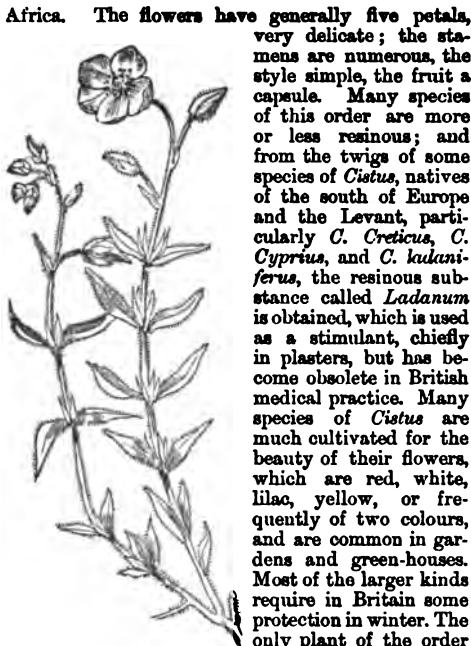 Africa. The flowers have generally five petals,
very delicate; the sta-
mens are numerous, the
style simple, the fruit a
capsule. Many species
of this order are more
or less resinous; and
from the twigs of some
species of Cistus, natives
of the south of Europe
and the Levant, parti-
cularly C. Creticus, C.
Cyprius, and C. ladani-
ferus, the resinous sub-
stance called Ladanum
is obtained, which is used
as a stimulant, chiefly
in plasters, but has be-
come obsolete in British
medical practice. Many
species of Cistus are
much cultivated for the
beauty of their flowers,
which are red, white,
lilac, yellow, or fre-
quently of two colours,
and are common in gar-
dens and green-houses.
Most of the larger kinds
require in Britain some
protection in winter. The
only plant of the order